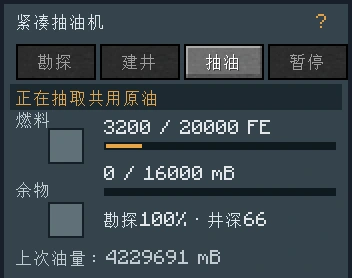 紧凑抽油机 ?
勘探 建井 抽油 暂停
正在抽取共用原油
燃料
3200 / 20000 FE
0 / 16000 mB
余物
勘探100%·井深66
上次油量：4229691 mB